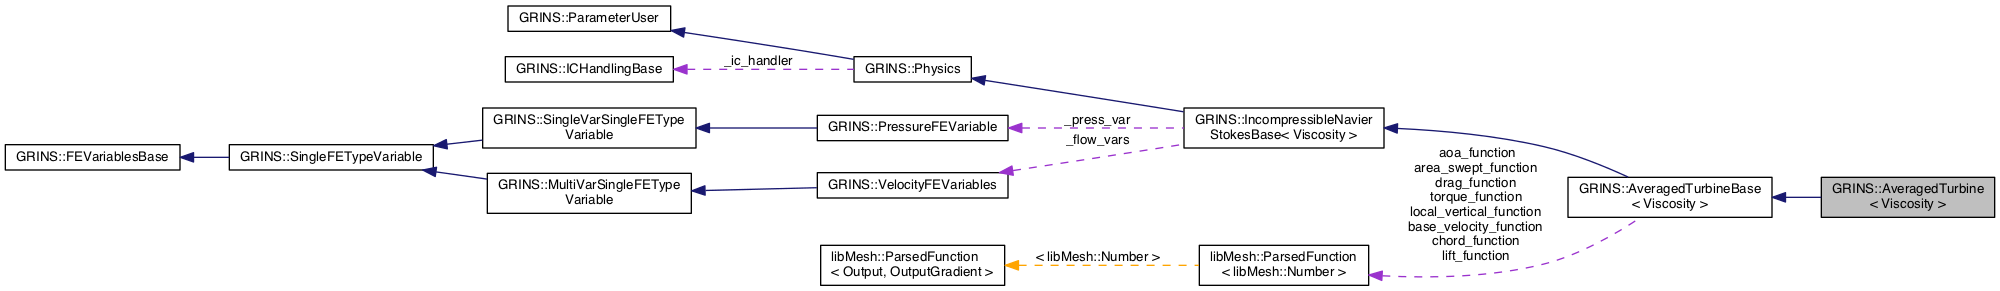 GRINS::ParameterUser
GRINS::ICHandlingBase
_ic_handler
GRINS::Physics
GRINS::SingleVarSingleFEType
Variable
GRINS::PressureFEVariable
_press_var
GRINS::IncompressibleNavier
StokesBase< Viscosity >
_flow_vars
GRINS::FEVariablesBase
GRINS::SingleFETypeVariable
GRINS::MultiVarSingleFEType
Variable
GRINS::VelocityFEVariables
aoa_function
area_swept_function
drag_function
torque_function
local_vertical_function
base_velocity_function
chord_function
lift_function
GRINS::AveragedTurbineBase
< Viscosity >
GRINS::AveragedTurbine
< Viscosity >
libMesh::ParsedFunction
< Output, OutputGradient >
< libMesh::Number >
libMesh::ParsedFunction
< libMesh::Number >